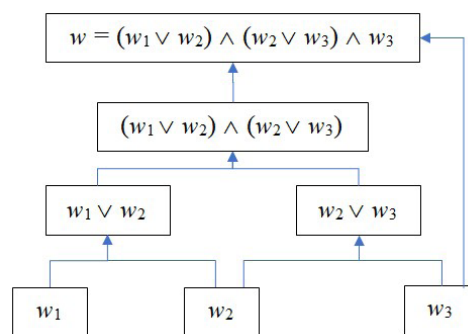 w = (w₁ ∨ w₂) ∧ (w₂ ∨ w₃) ∧ w₃
(w₁ ∨ w₂) ∧ (w₂ ∨ w₃)
w₁ ∨ w₂
w₂ ∨ w₃
w₁
w₂
w₃